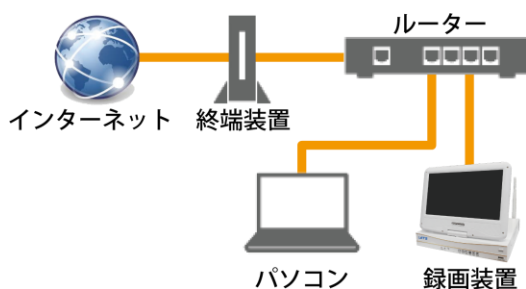 ルーター
インターネット
終端装置
パソコン
録画装置